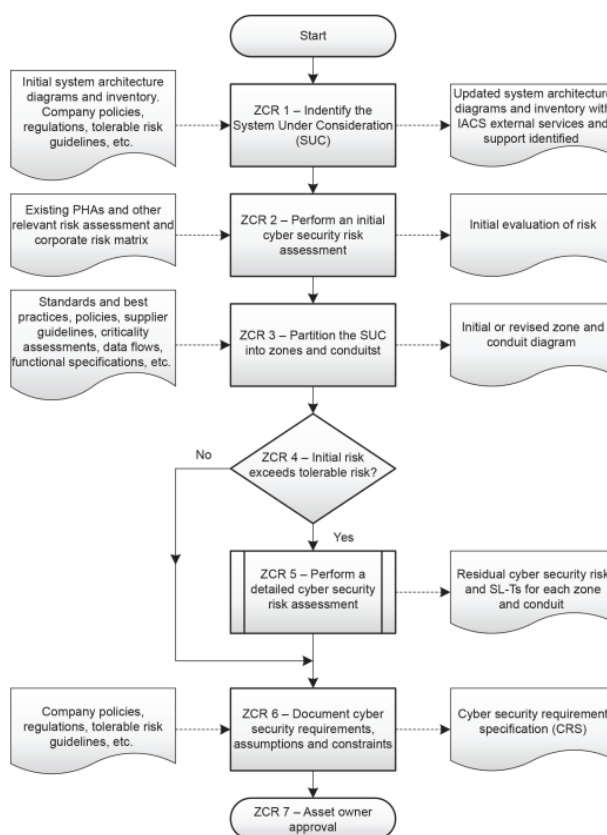 Start
Initial system architecture
diagrams and inventory.
Company policies,
regulations, tolerable risk
guidelines, etc.
ZCR 1 – Indentify the
System Under Consideration
(SUC)
Updated system architecture
diagrams and inventory with
IACS external services and
support identified
Existing PHAs and other
relevant risk assessment and
corporate risk matrix
ZCR 2 – Perform an initial
cyber security risk
assessment
Initial evaluation of risk
Standards and best
practices, policies, supplier
guidelines, criticality
assessments, data flows,
functional specifications, etc.
ZCR 3 – Partition the SUC
into zones and conduitst
Initial or revised zone and
conduit diagram
ZCR 4 – Initial risk
exceeds tolerable risk?
No
Yes
ZCR 5 – Perform a
detailed cyber security
risk assessment
Residual cyber security risk
and SL-Ts for each zone
and conduit
Company policies,
regulations, tolerable risk
guidelines, etc.
ZCR 6 – Document cyber
security requirements,
assumptions and constraints
Cyber security requirement
specification (CRS)
ZCR 7 – Asset owner
approval